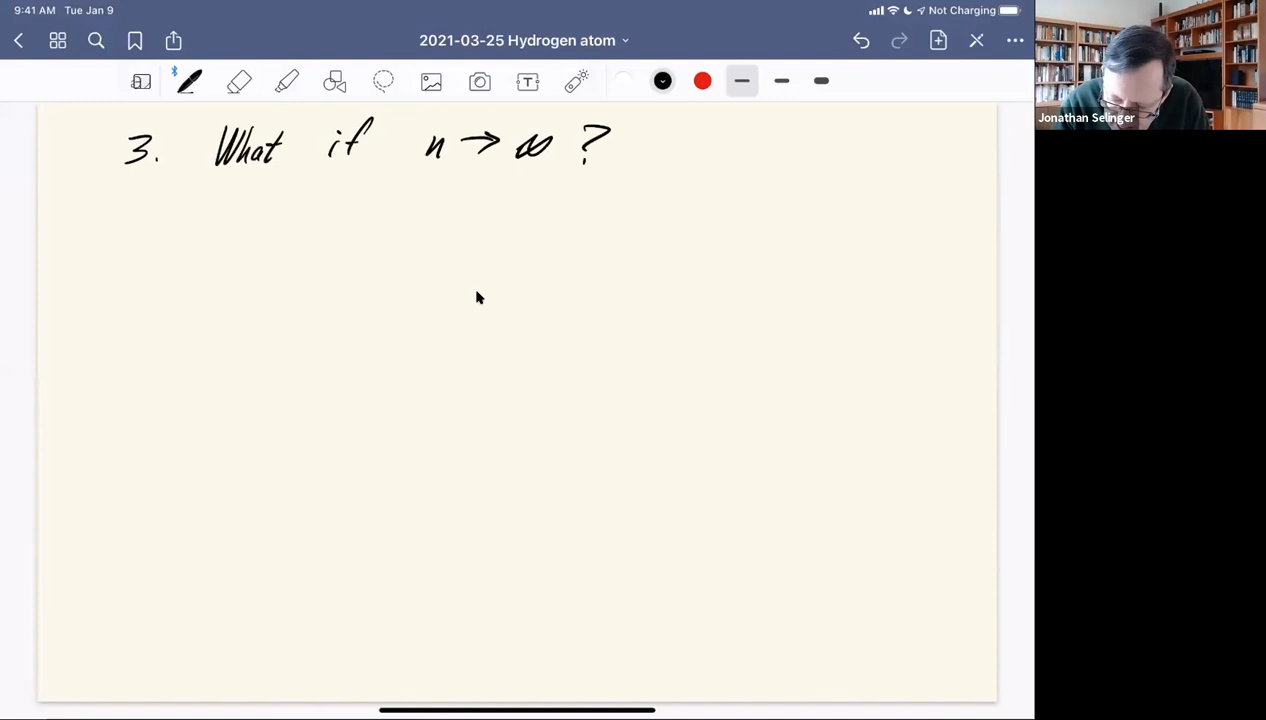 9:41 AM Tue Jan 9
Not Charging
2021-03-25 Hydrogen atom
T
Jonathan Selinger
3. What if n → ∞ ?